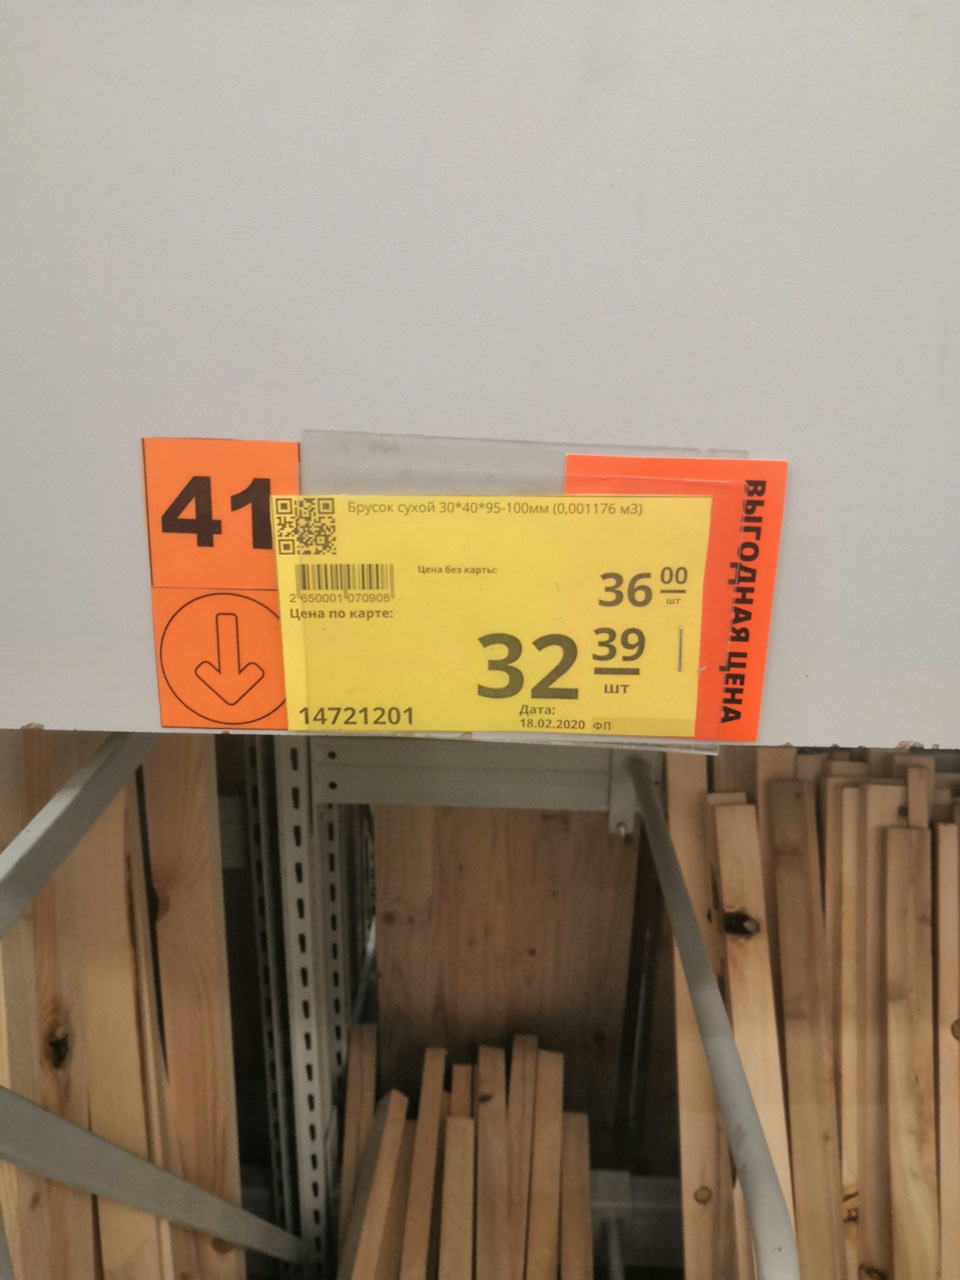 41
Брусок сухой 30*40*95-100мм (0,001176 м3)
Цена без карты:
36 00
шт
2 650001 070908
Цена по карте:
32 39
шт
14721201
Дата:
18.02.2020 ФП
ВЫГОДНАЯ ЦЕНА